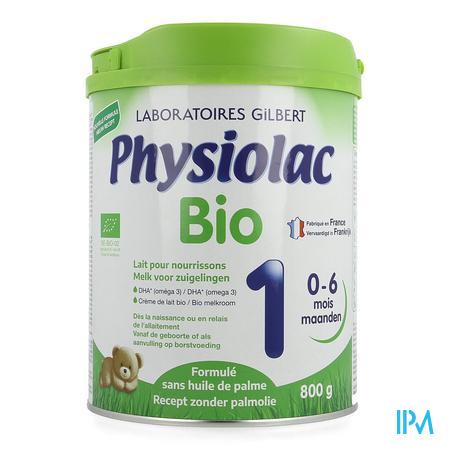 LABORATOIRES GILBERT
NOUVELLE FORMULE
Physiolac
Bio
Fabriqué en France
Vervaardigd in Frankrijk
Lait pour nourrissons
Melk voor zuigelingen
DHA* (oméga 3) / DHA* (omega 3)
Crème de lait bio / Bio melkroom
Dès la naissance ou en relais
de l'allaitement
Vanaf de geboorte of als
aanvulling op borstvoeding
1
0-6
mois
maanden
Formulé
sans huile de palme
Recept zonder palmolie
800 g
IPM